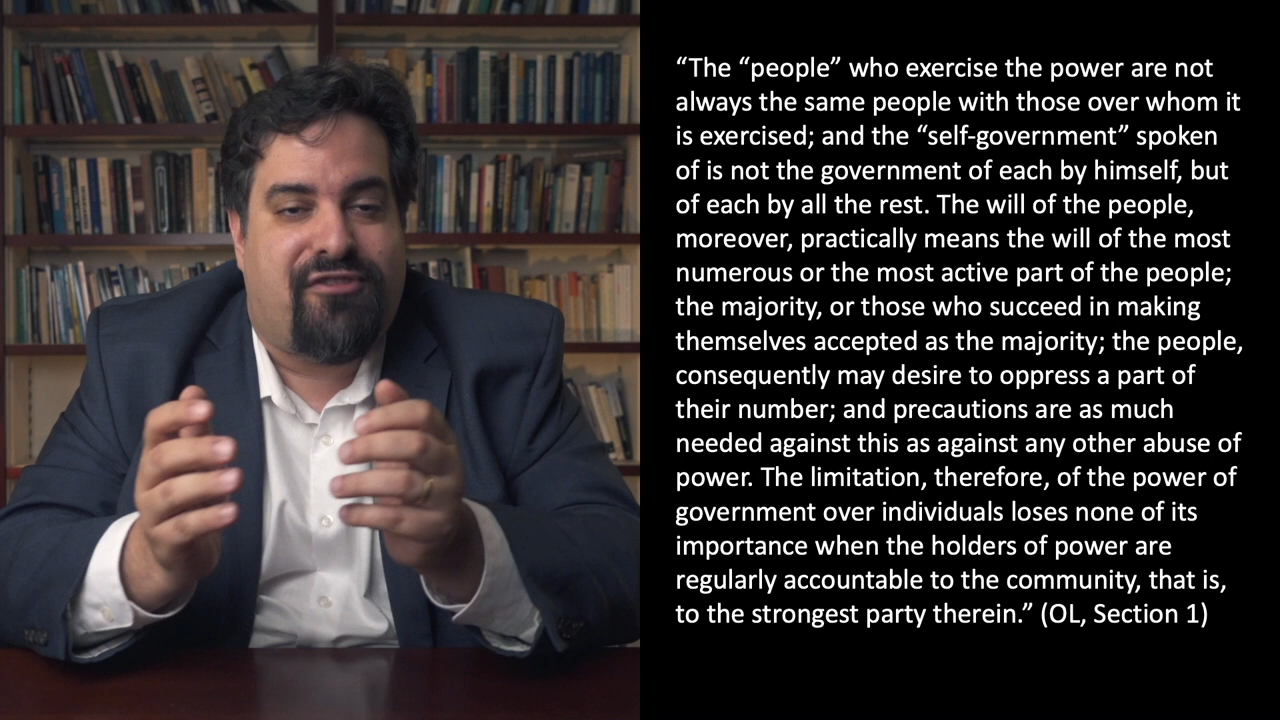 “The “people” who exercise the power are not
always the same people with those over whom it
is exercised; and the “self-government” spoken
of is not the government of each by himself, but
of each by all the rest. The will of the people,
moreover, practically means the will of the most
numerous or the most active part of the people;
the majority, or those who succeed in making
themselves accepted as the majority; the people,
consequently may desire to oppress a part of
their number; and precautions are as much
needed against this as against any other abuse of
power. The limitation, therefore, of the power of
government over individuals loses none of its
importance when the holders of power are
regularly accountable to the community, that is,
to the strongest party therein.” (OL, Section 1)